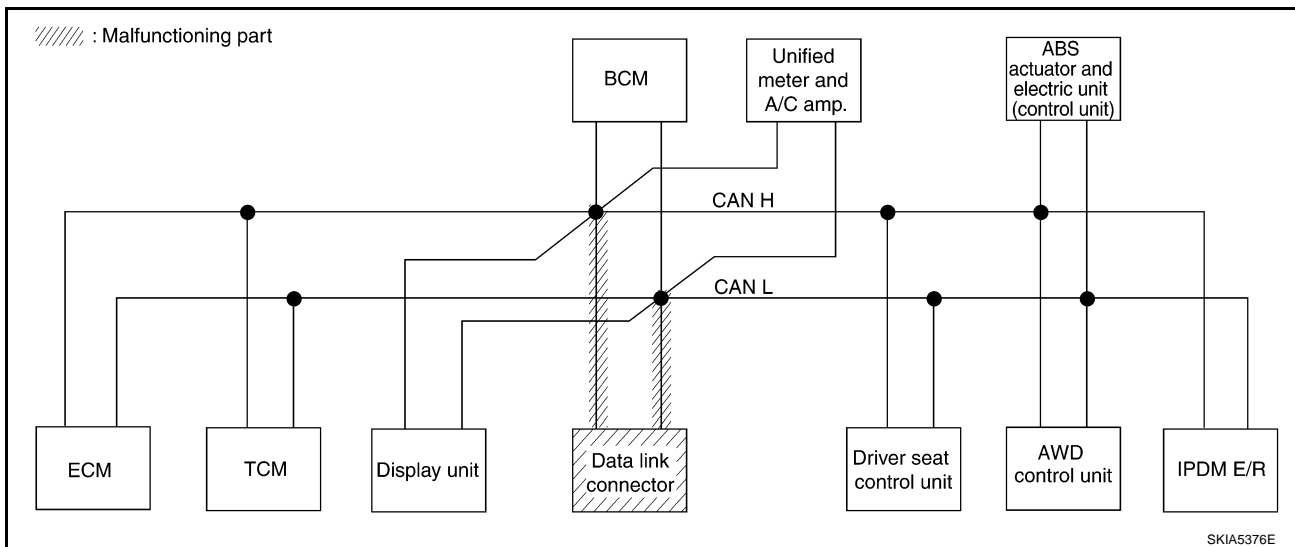 : Malfunctioning part
BCM
Unified
meter and
A/C amp.
ABS
actuator and
electric unit
(control unit)
CAN H
CAN L
ECM
TCM
Display unit
Data link
connector
Driver seat
control unit
AWD
control unit
IPDM E/R
SKIA5376E